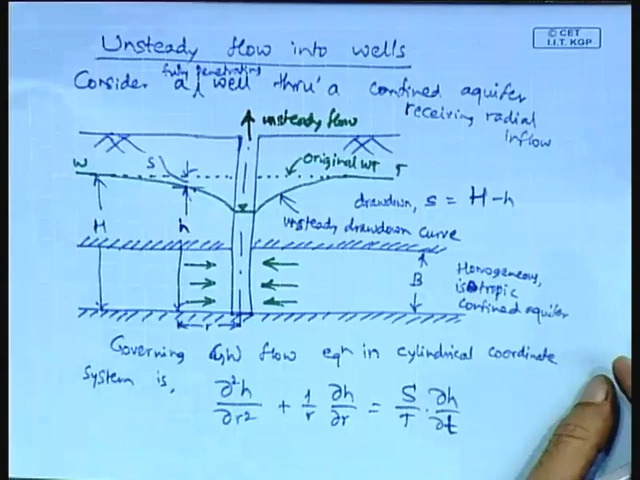 © CET
I.I.T. KGP
Unsteady flow into wells
fully penetrating
Consider a well thru' a confined aquifer
receiving radial
inflow
unsteady flow
W S original WT T
drawdown, s = H - h
unsteady drawdown curve
H h
B
Homogeneous,
isotropic
confined aquifer
r
Governing GW flow eqn in cylindrical coordinate
system is,
∂²h/∂r² + 1/r ∂h/∂r = S/T · ∂h/∂t